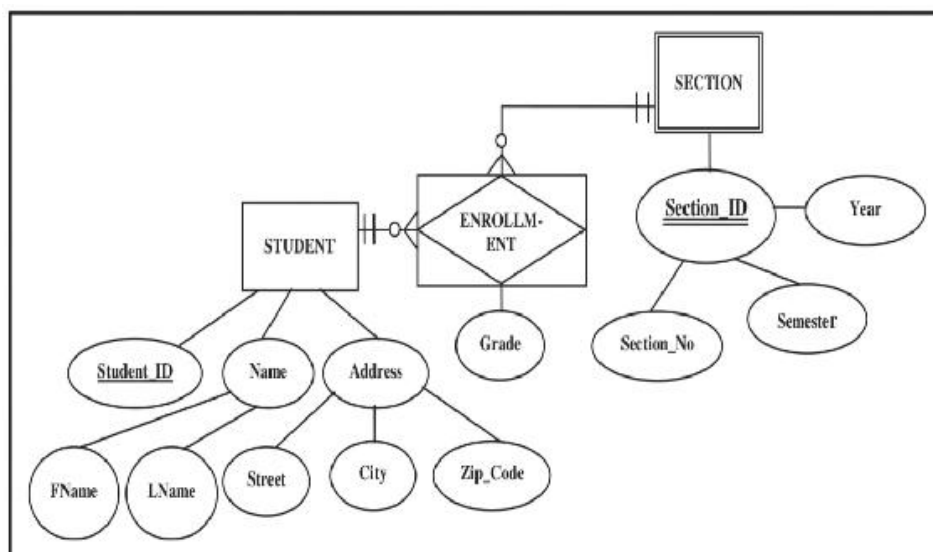 SECTION
ENROLLM-
ENT
STUDENT
Section_ID
Year
Section_No
Semester
Grade
Student_ID
Name
Address
FName
LName
Street
City
Zip_Code